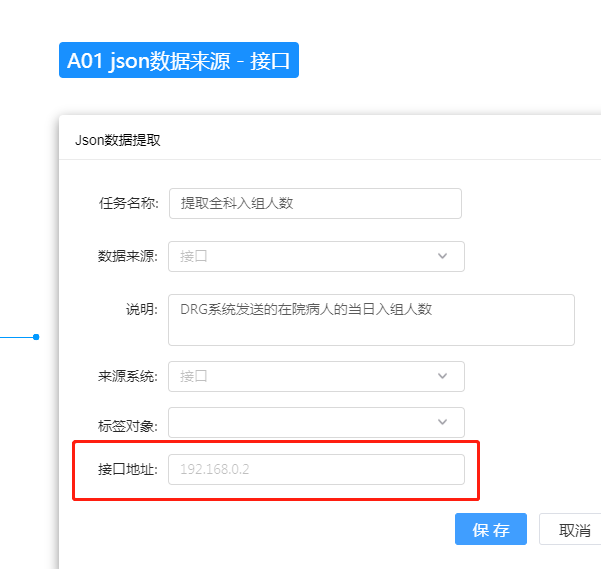 A01 json数据来源 - 接口
Json数据提取
任务名称: 提取全科入组人数
数据来源: 接口
说明: DRG系统发送的在院病人的当日入组人数
来源系统: 接口
标签对象:
接口地址: 192.168.0.2
保 存 取消